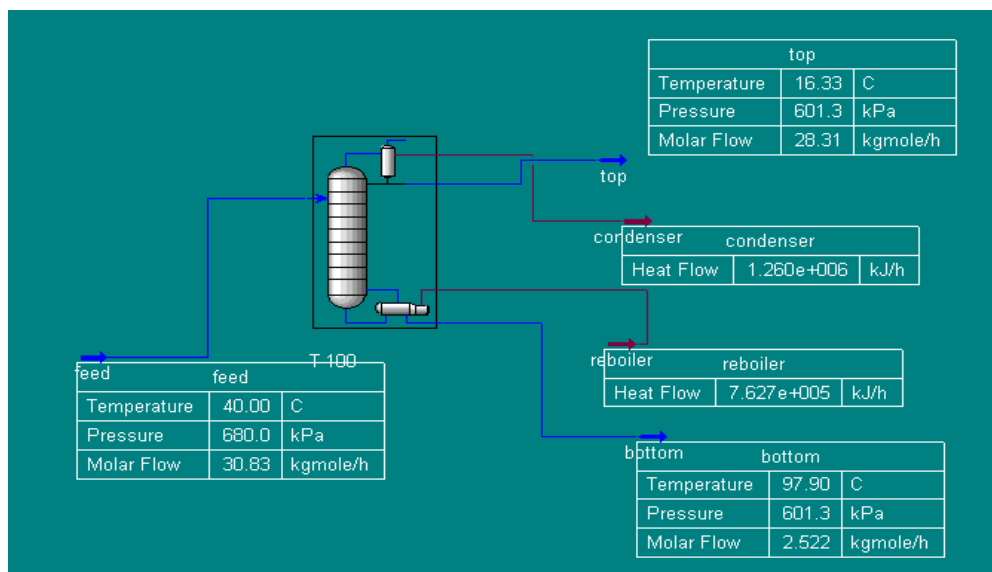 top
Temperature 16.33 C
Pressure 601.3 kPa
Molar Flow 28.31 kgmole/h
top
condenser condenser
Heat Flow 1.260e+006 kJ/h
T-100
reboiler reboiler
Heat Flow 7.627e+005 kJ/h
feed feed
Temperature 40.00 C
Pressure 680.0 kPa
Molar Flow 30.83 kgmole/h
bottom bottom
Temperature 97.90 C
Pressure 601.3 kPa
Molar Flow 2.522 kgmole/h